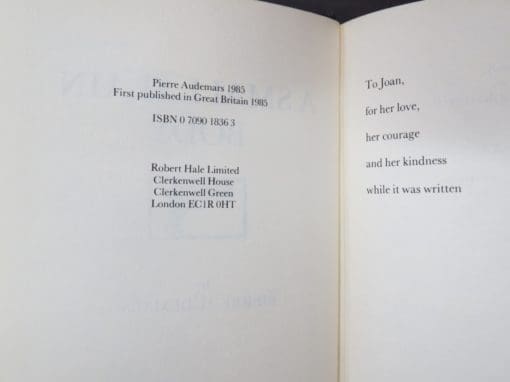 Pierre Audemars 1985
First published in Great Britain 1985
ISBN 0 7090 1836 3
Robert Hale Limited
Clerkenwell House
Clerkenwell Green
London EC1R 0HT
To Joan,
for her love,
her courage
and her kindness
while it was written